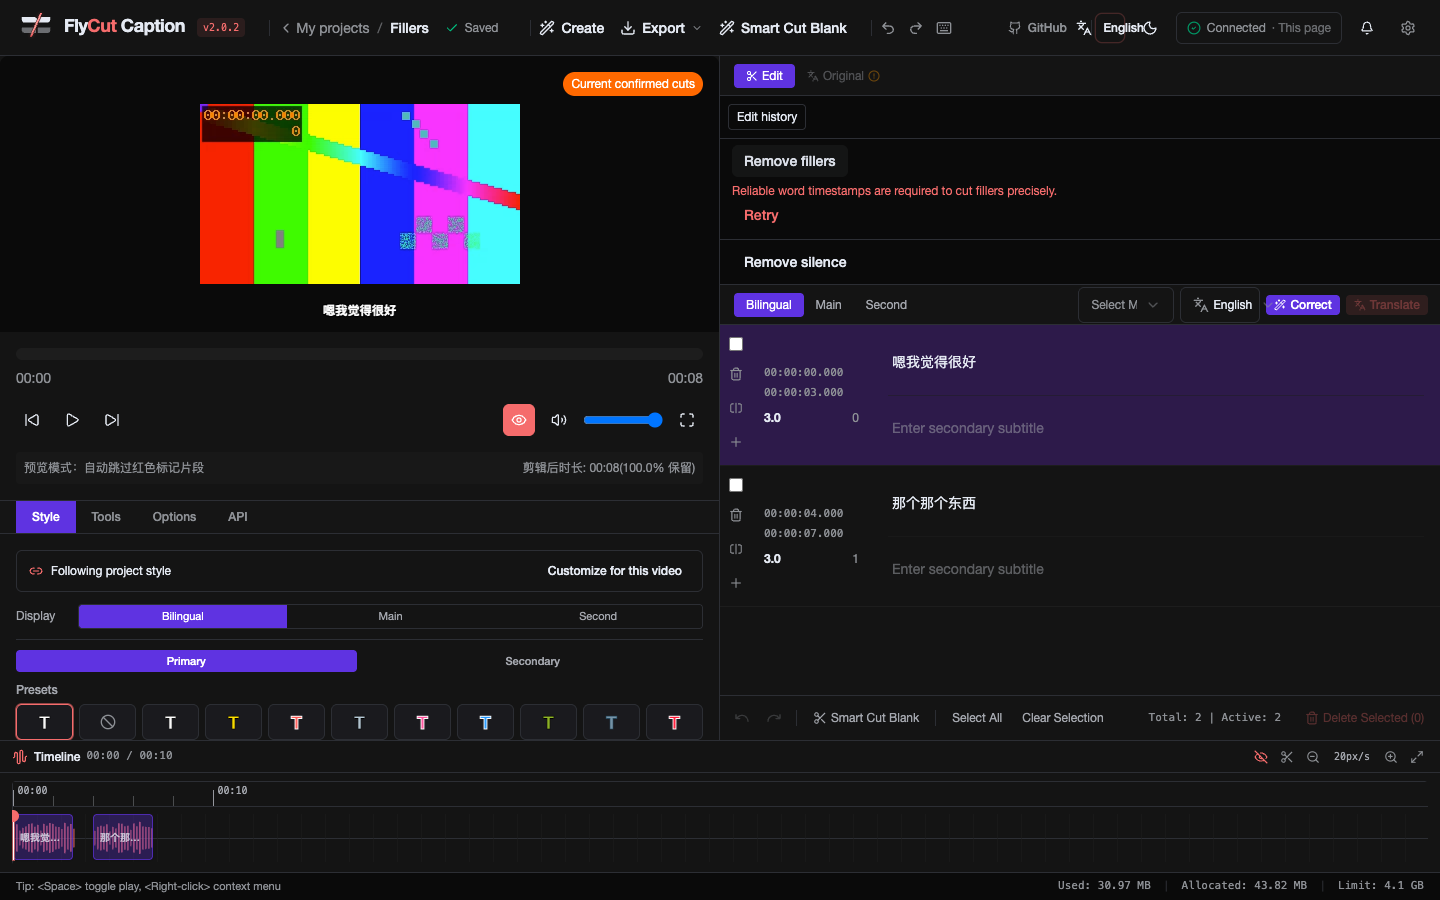 FlyCut Caption
v2.0.2
My projects / Fillers
Saved
Create
Export
Smart Cut Blank
GitHub
English
Connected · This page
Current confirmed cuts
00:00:00.000
0
嗯我觉得很好
00:00
00:08
预览模式：自动跳过红色标记片段
剪辑后时长: 00:08(100.0% 保留)
Style
Tools
Options
API
Following project style
Customize for this video
Display
Bilingual
Main
Second
Primary
Secondary
Presets
T
T
T
T
T
T
T
T
T
T
Edit
Original
Edit history
Remove fillers
Reliable word timestamps are required to cut fillers precisely.
Retry
Remove silence
Bilingual
Main
Second
Select M
English
Correct
Translate
00:00:00.000
00:00:03.000
3.0
0
嗯我觉得很好
Enter secondary subtitle
00:00:04.000
00:00:07.000
3.0
1
那个那个东西
Enter secondary subtitle
Smart Cut Blank
Select All
Clear Selection
Total: 2 | Active: 2
Delete Selected (0)
Timeline
00:00 / 00:10
20px/s
00:00
00:10
嗯我觉...
那个那...
Tip: <Space> toggle play, <Right-click> context menu
Used: 30.97 MB
Allocated: 43.82 MB
Limit: 4.1 GB